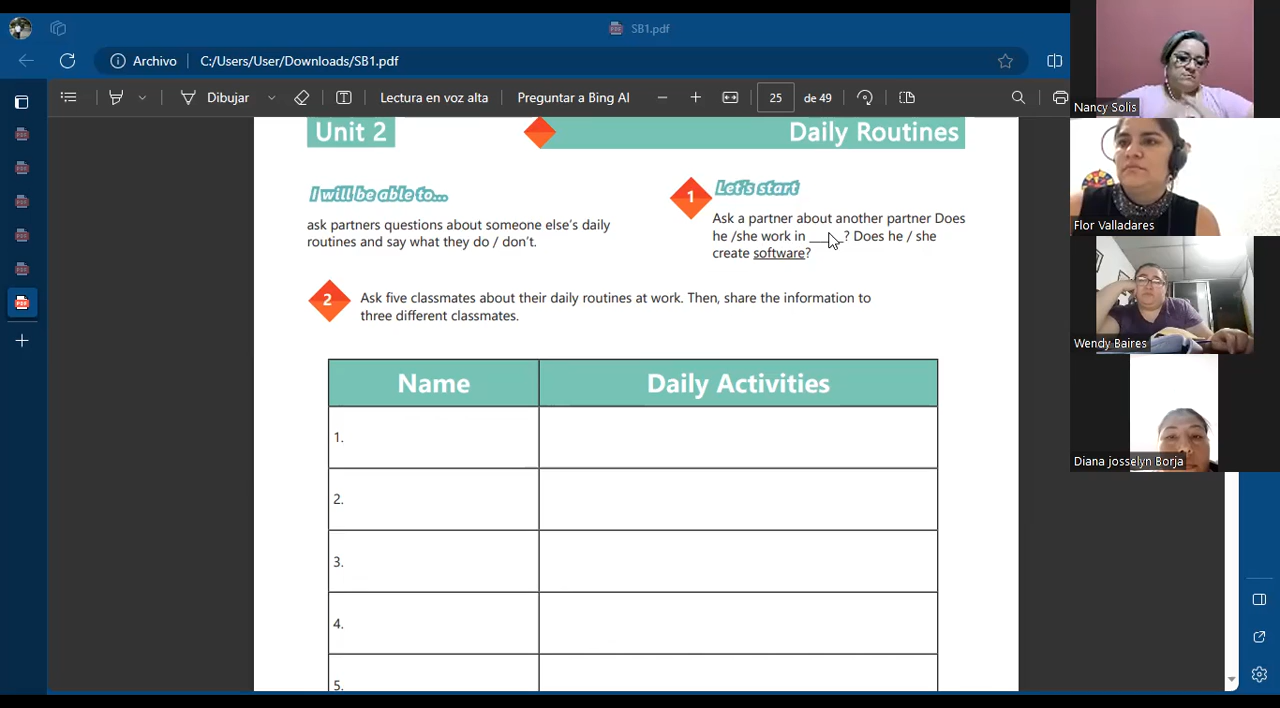 SB1.pdf
Archivo
C:/Users/User/Downloads/SB1.pdf
Dibujar
Lectura en voz alta
Preguntar a Bing AI
25
de 49
Unit 2
Daily Routines
I will be able to...
ask partners questions about someone else's daily
routines and say what they do / don't.
1
Let's start
Ask a partner about another partner Does
he /she work in _____? Does he / she
create software?
2
Ask five classmates about their daily routines at work. Then, share the information to
three different classmates.
Name
Daily Activities
1.
2.
3.
4.
5.
Nancy Solis
Flor Valladares
Wendy Baires
Diana josselyn Borja